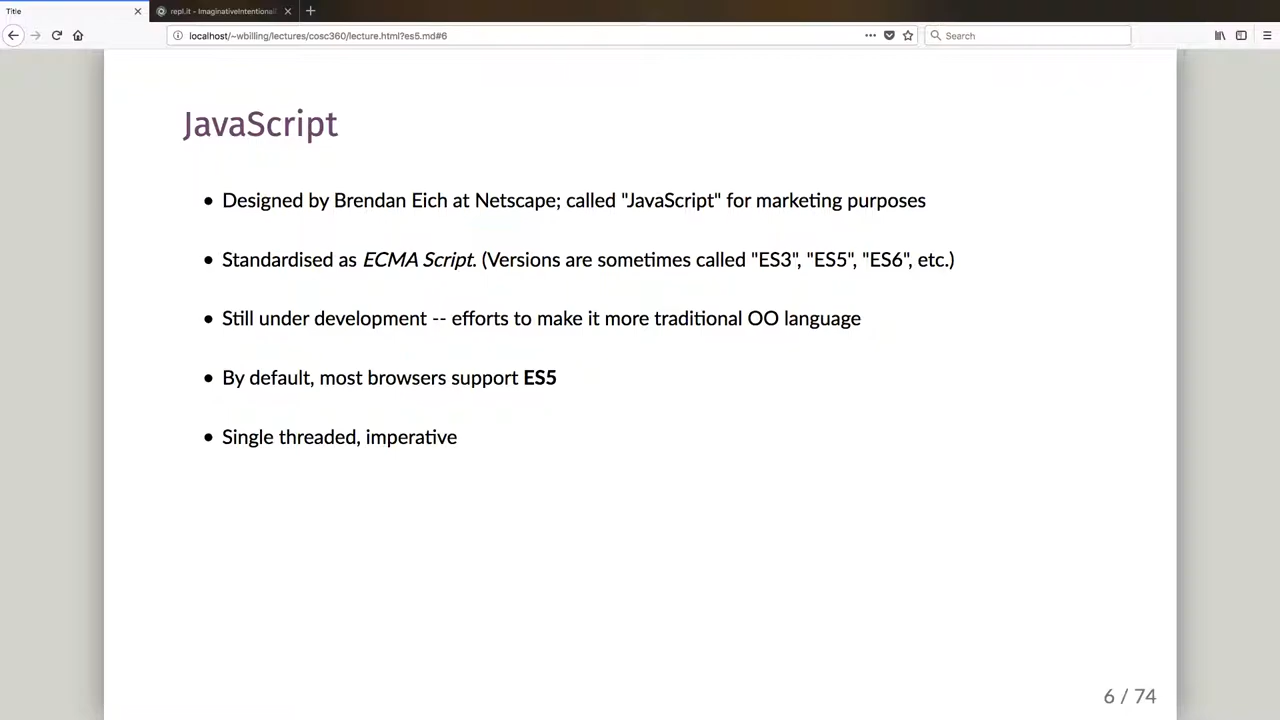 Title
repl.it - ImaginativeIntentional
localhost/~wbilling/lectures/cosc360/lecture.html?es5.md#6
Search
JavaScript
• Designed by Brendan Eich at Netscape; called "JavaScript" for marketing purposes
• Standardised as ECMA Script. (Versions are sometimes called "ES3", "ES5", "ES6", etc.)
• Still under development -- efforts to make it more traditional OO language
• By default, most browsers support ES5
• Single threaded, imperative
6 / 74